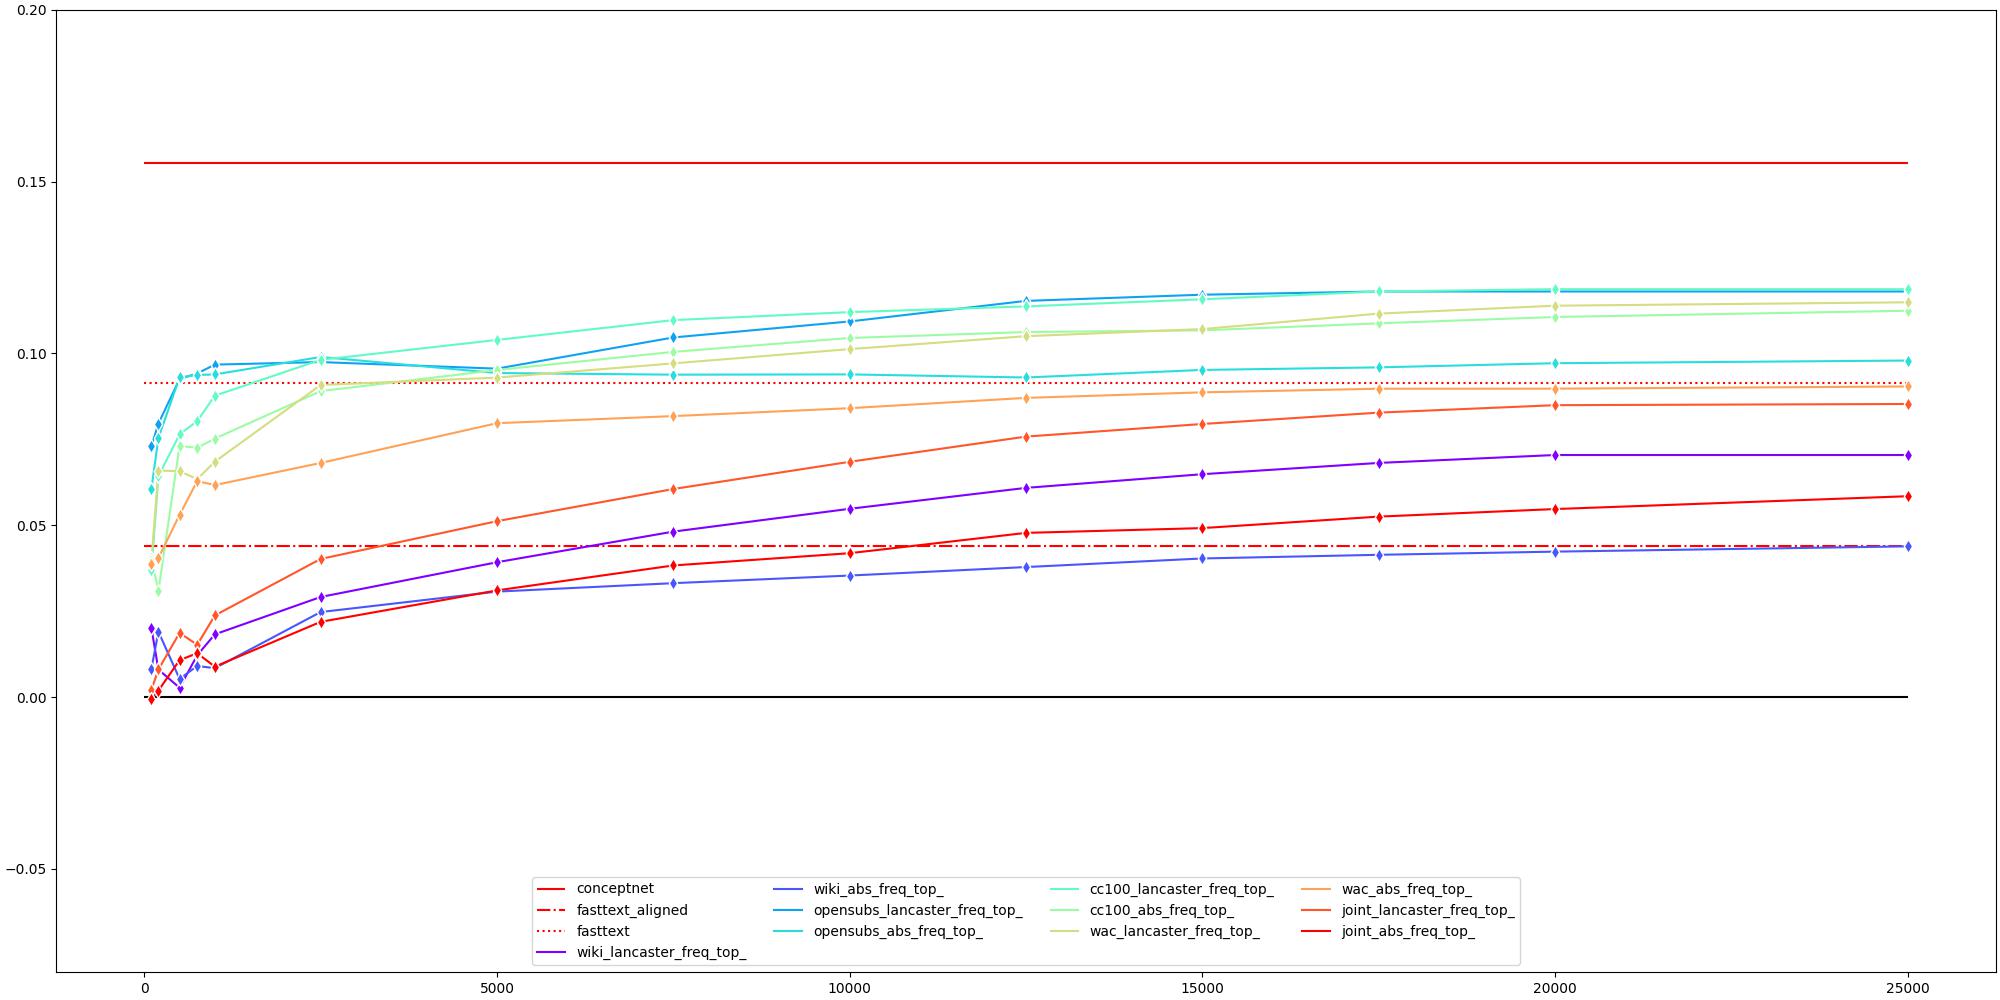 0.20
0.15
0.10
0.05
0.00
−0.05
conceptnet
fasttext_aligned
fasttext
wiki_lancaster_freq_top_
wiki_abs_freq_top_
opensubs_lancaster_freq_top_
opensubs_abs_freq_top_
cc100_lancaster_freq_top_
cc100_abs_freq_top_
wac_lancaster_freq_top_
wac_abs_freq_top_
joint_lancaster_freq_top_
joint_abs_freq_top_
0 5000 10000 15000 20000 25000